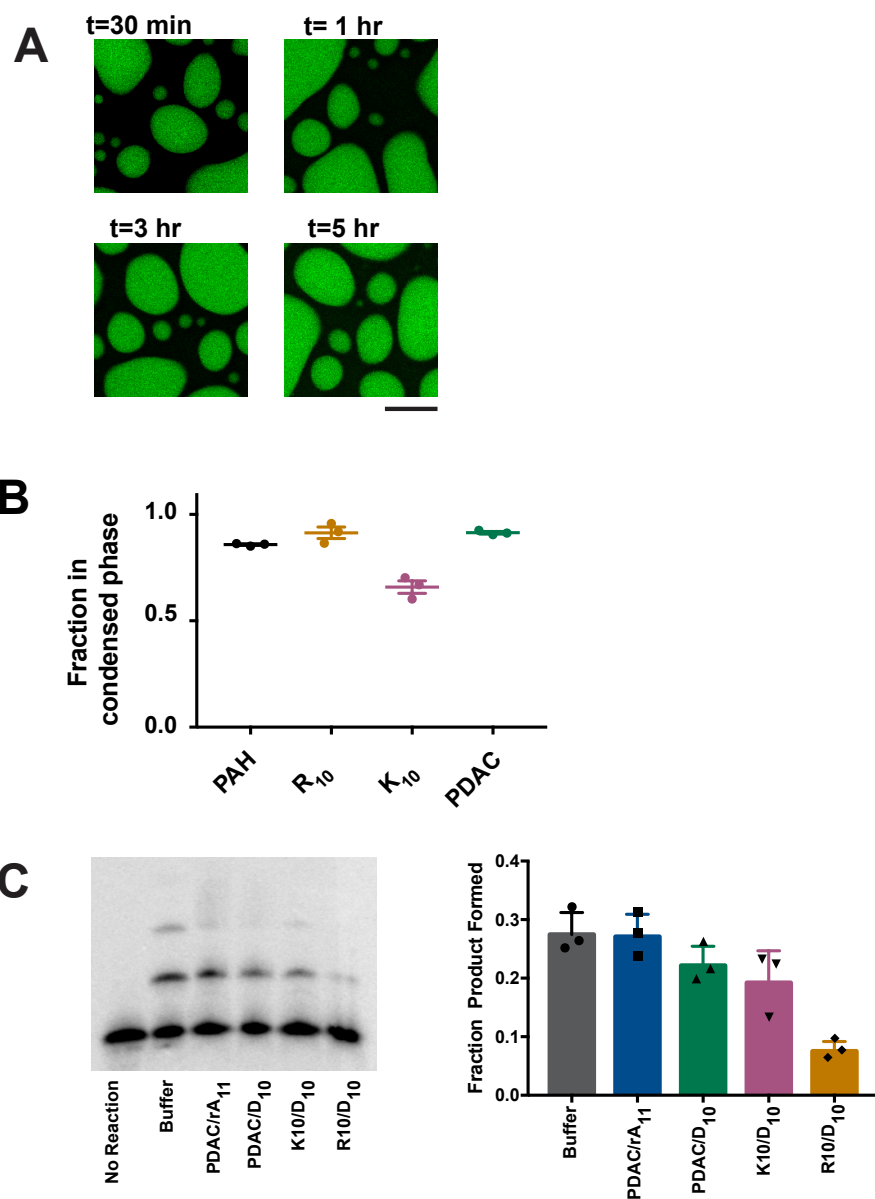 A
t=30 min
t= 1 hr
t=3 hr
t=5 hr
B
Fraction in
condensed phase
1.0
0.5
0.0
PAH
R10
K10
PDAC
C
No Reaction
Buffer
PDAC/rA11
PDAC/D10
K10/D10
R10/D10
Fraction Product Formed
0.4
0.3
0.2
0.1
0.0
Buffer
PDAC/rA11
PDAC/D10
K10/D10
R10/D10